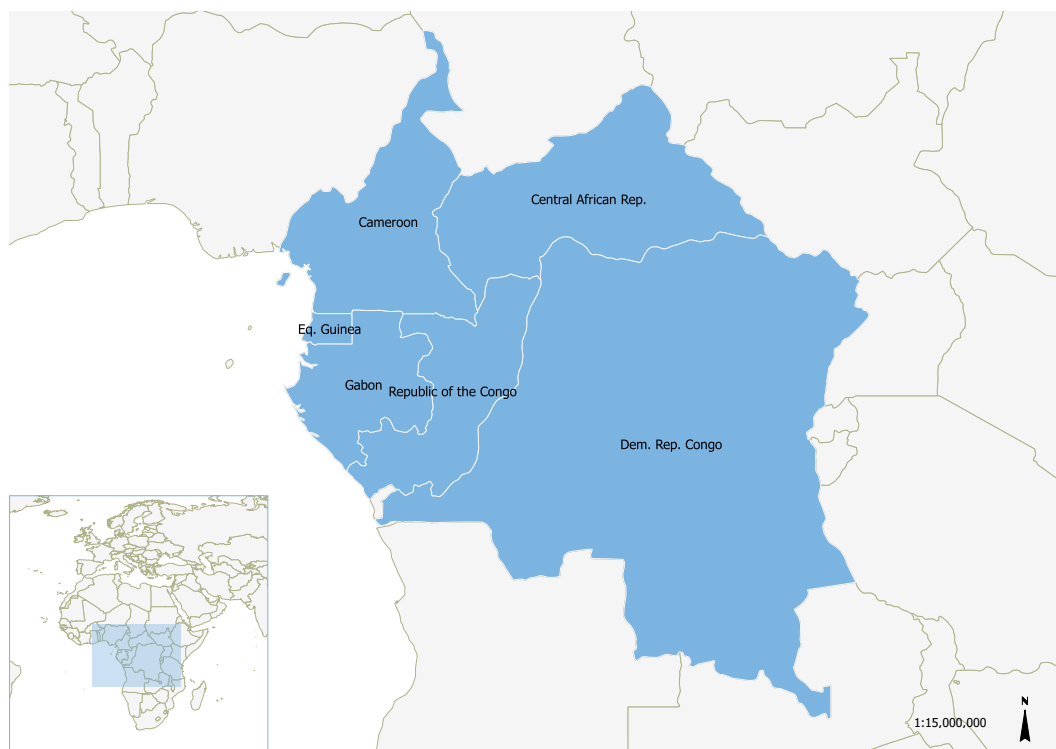 Central African Rep.
Cameroon
Eq. Guinea
Gabon
Republic of the Congo
Dem. Rep. Congo
N
1:15,000,000